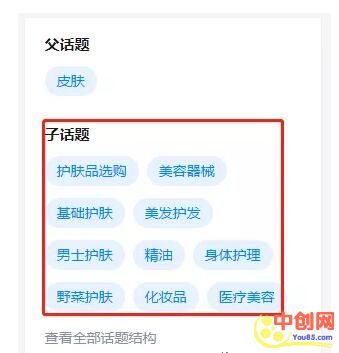 父话题
皮肤
子话题
护肤品选购 美容器械
基础护肤 美发护发
男士护肤 精油 身体护理
野菜护肤 化妆品 医疗美容
查看全部话题结构
中创网
You85.com